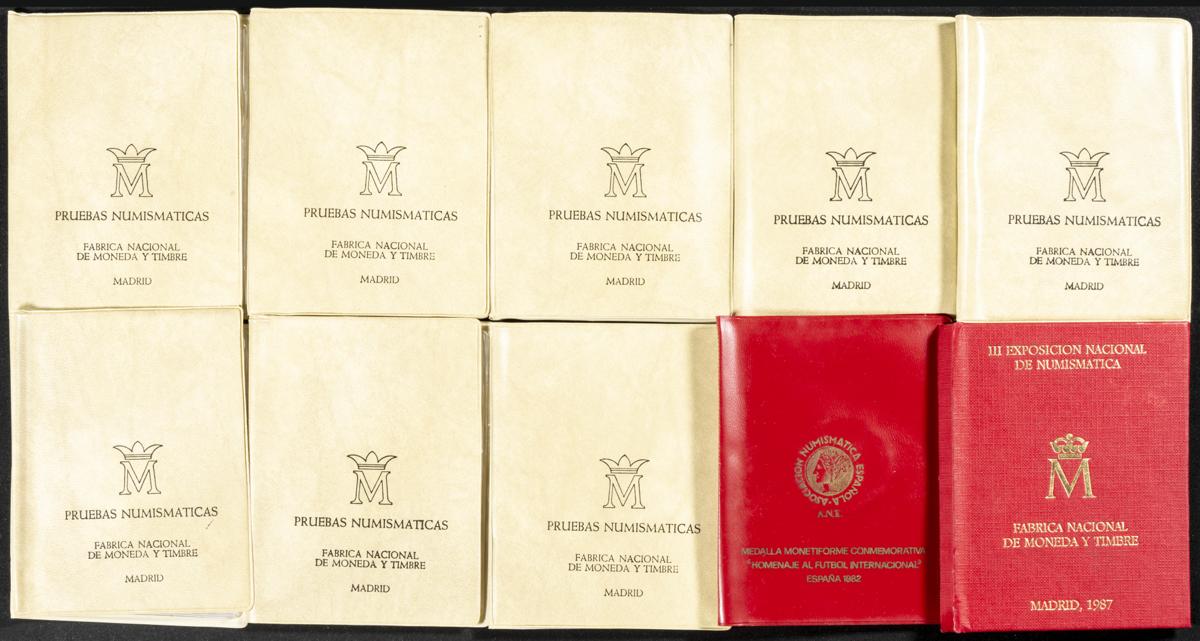 M
PRUEBAS NUMISMATICAS
FABRICA NACIONAL
DE MONEDA Y TIMBRE
MADRID
M
PRUEBAS NUMISMATICAS
FABRICA NACIONAL
DE MONEDA Y TIMBRE
MADRID
M
PRUEBAS NUMISMATICAS
FABRICA NACIONAL
DE MONEDA Y TIMBRE
MADRID
M
PRUEBAS NUMISMATICAS
FABRICA NACIONAL
DE MONEDA Y TIMBRE
MADRID
M
PRUEBAS NUMISMATICAS
FABRICA NACIONAL
DE MONEDA Y TIMBRE
MADRID
M
PRUEBAS NUMISMATICAS
FABRICA NACIONAL
DE MONEDA Y TIMBRE
MADRID
M
PRUEBAS NUMISMATICAS
FABRICA NACIONAL
DE MONEDA Y TIMBRE
MADRID
M
PRUEBAS NUMISMATICAS
FABRICA NACIONAL
DE MONEDA Y TIMBRE
MADRID
ASOCIACION NUMISMATICA ESPAÑOLA
A.N.E.
MEDALLA MONETIFORME CONMEMORATIVA
"HOMENAJE AL FUTBOL INTERNACIONAL"
ESPAÑA 1982
III EXPOSICION NACIONAL
DE NUMISMATICA
M
FABRICA NACIONAL
DE MONEDA Y TIMBRE
MADRID, 1987